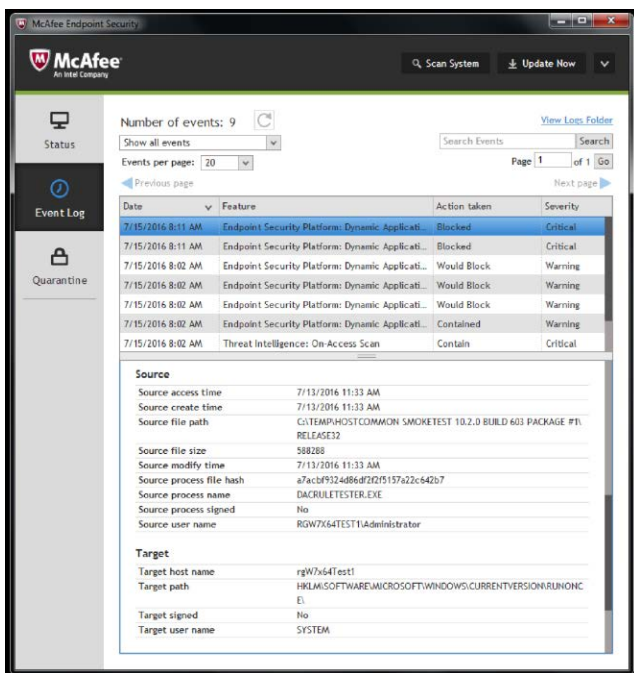 McAfee Endpoint Security
McAfee
An Intel Company
Scan System
Update Now
Status
Event Log
Quarantine
Number of events: 9
View Logs Folder
Show all events
Search Events
Search
Events per page: 20
Page 1 of 1 Go
Previous page
Next page
Date Feature Action taken Severity
7/15/2016 8:11 AM Endpoint Security Platform: Dynamic Applicati... Blocked Critical
7/15/2016 8:11 AM Endpoint Security Platform: Dynamic Applicati... Blocked Critical
7/15/2016 8:02 AM Endpoint Security Platform: Dynamic Applicati... Would Block Warning
7/15/2016 8:02 AM Endpoint Security Platform: Dynamic Applicati... Would Block Warning
7/15/2016 8:02 AM Endpoint Security Platform: Dynamic Applicati... Would Block Warning
7/15/2016 8:02 AM Endpoint Security Platform: Dynamic Applicati... Contained Warning
7/15/2016 8:02 AM Threat Intelligence: On-Access Scan Contain Critical
Source
Source access time 7/13/2016 11:33 AM
Source create time 7/13/2016 11:33 AM
Source file path C:\TEMP\HOSTCOMMON SMOKETEST 10.2.0 BUILD 603 PACKAGE #1\
RELEASE32
Source file size 588288
Source modify time 7/13/2016 11:33 AM
Source process file hash a7acbf9324d86df2f2f5157a22c642b7
Source process name DACRULETESTER.EXE
Source process signed No
Source user name RGW7X64TEST1\Administrator
Target
Target host name rgW7x64Test1
Target path HKLM\SOFTWARE\MICROSOFT\WINDOWS\CURRENTVERSION\RUNONC
E\
Target signed No
Target user name SYSTEM